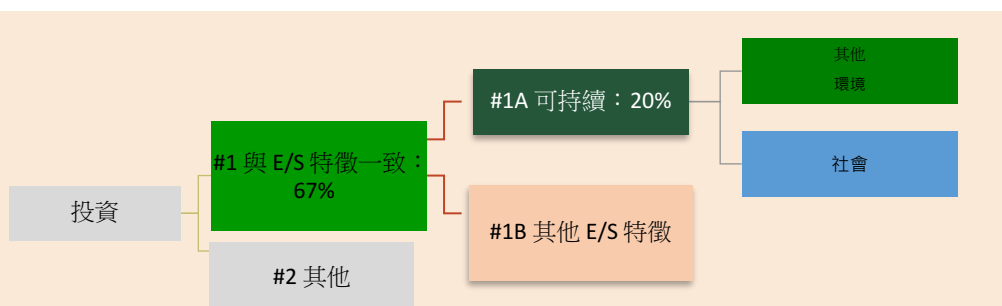 投資
#1 與 E/S 特徵一致：
67%
#2 其他
#1A 可持續：20%
#1B 其他 E/S 特徵
其他
環境
社會